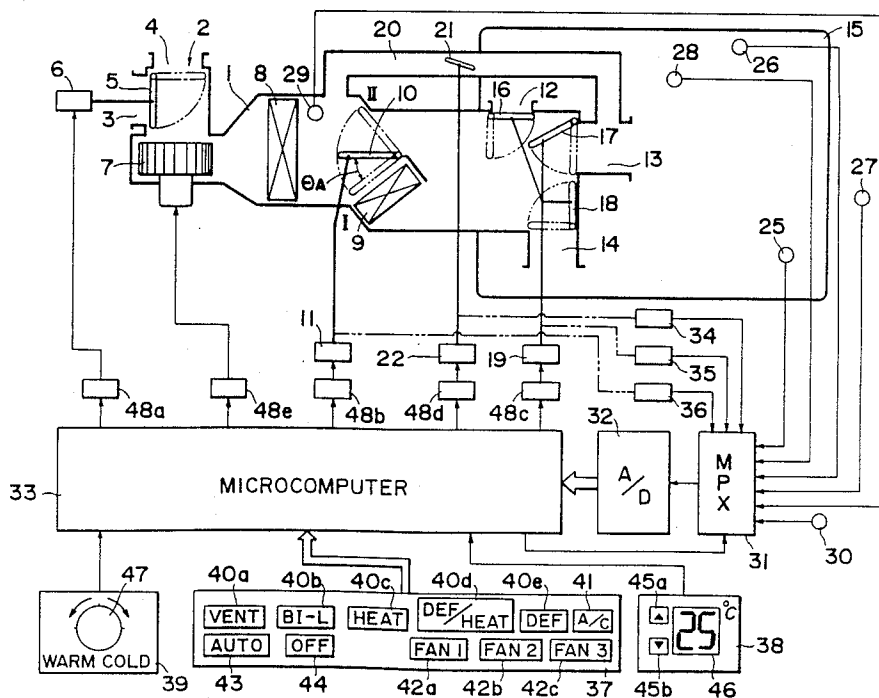 4 2
6 5 1 8 29 20 21 15
28 26
II 10 16 12 17
3
7 13 27
θA
I 9 18
14 25
11 22 19 34
35
48a 48e 48b 48d 48c 36
32
33 MICROCOMPUTER A/D MPX
31 30
47 40a 40b 40c 40d 40e 41 45a °C
VENT BI-L HEAT DEF/HEAT DEF A/C ▲ 25 38
AUTO OFF FAN 1 FAN 2 FAN 3 ▼
WARM COLD 39 43 44 42a 42b 42c 37 45b 46